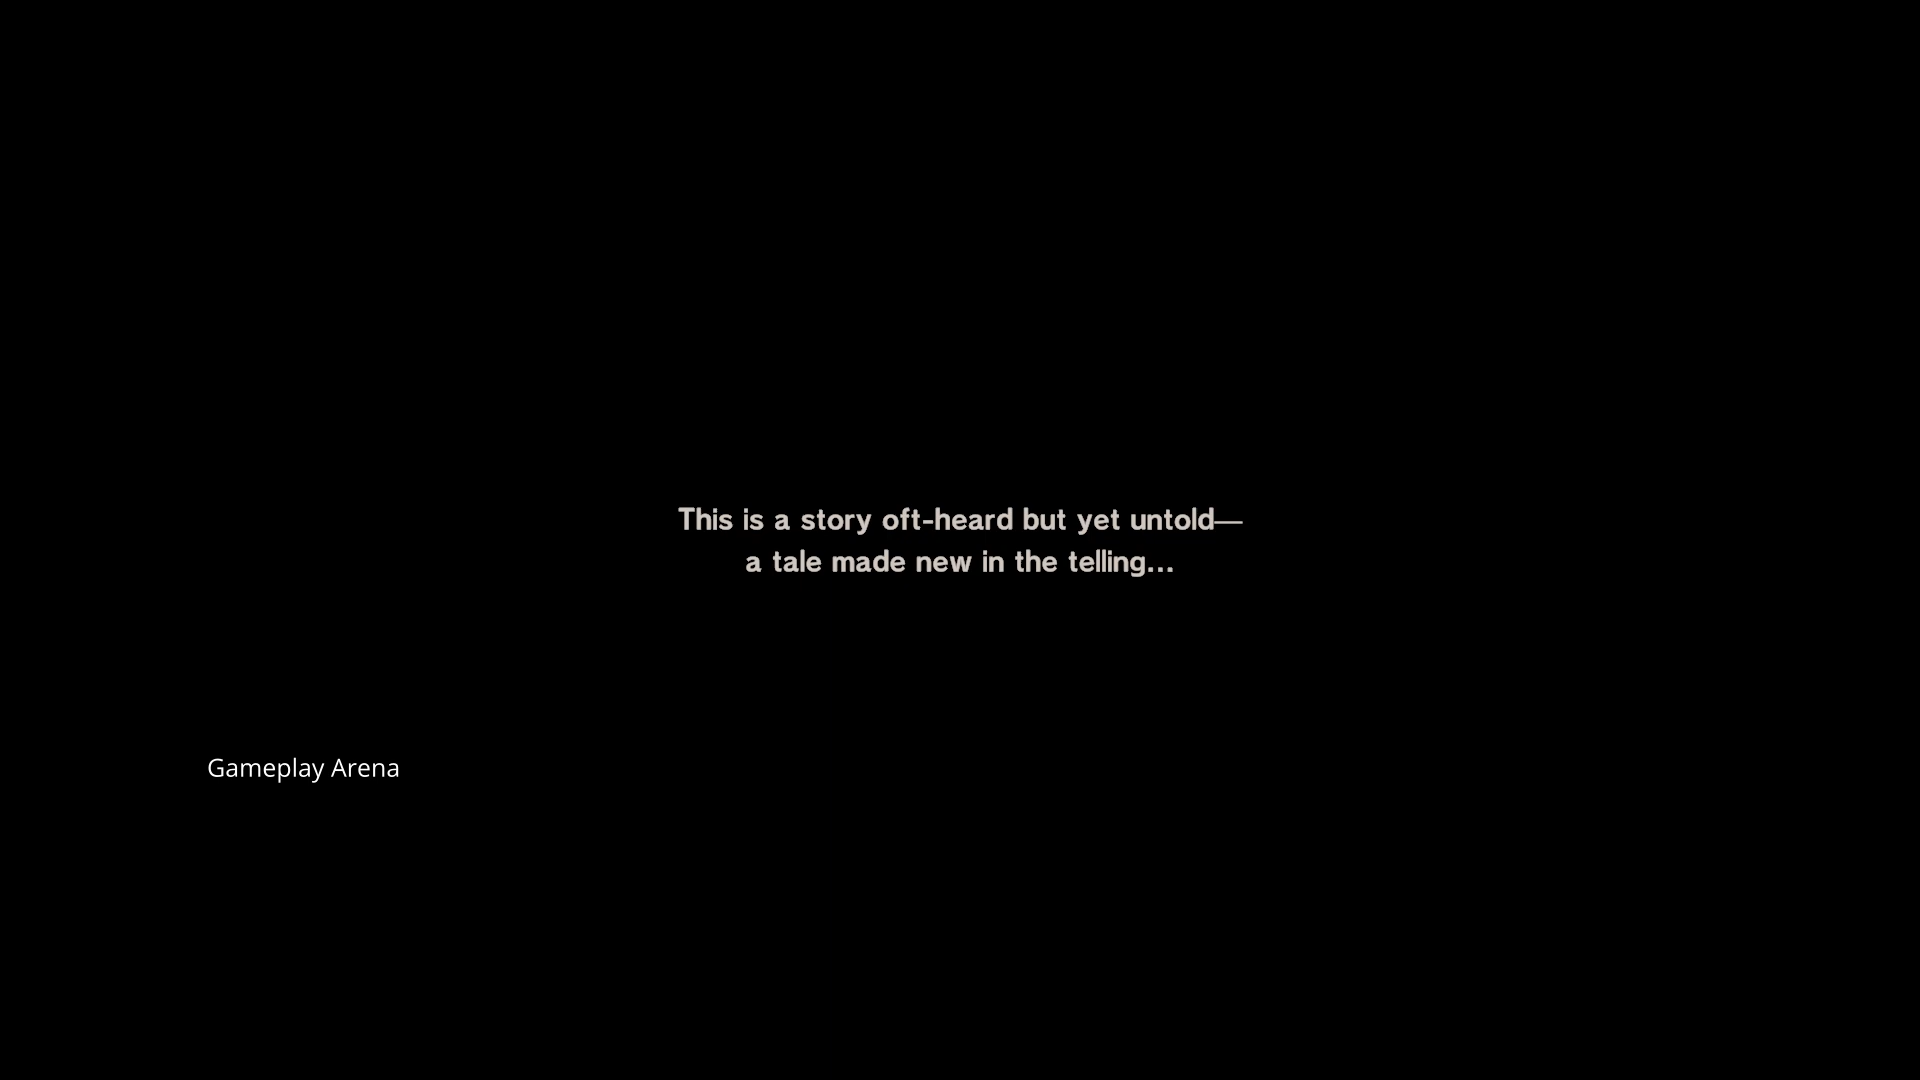 This is a story oft-heard but yet untold—
a tale made new in the telling...
Gameplay Arena